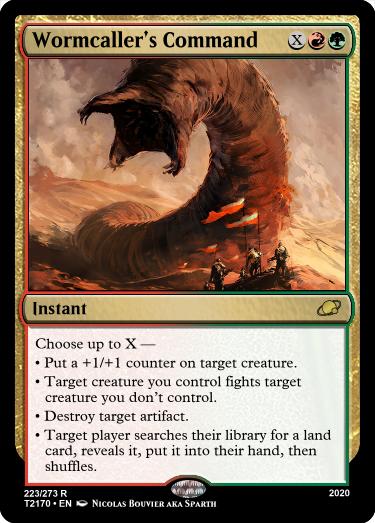 Wormcaller's Command X
Instant
Choose up to X —
• Put a +1/+1 counter on target creature.
• Target creature you control fights target
creature you don't control.
• Destroy target artifact.
• Target player searches their library for a land
card, reveals it, put it into their hand, then
shuffles.
223/273 R 2020
T2170 • EN Nicolas Bouvier aka Sparth